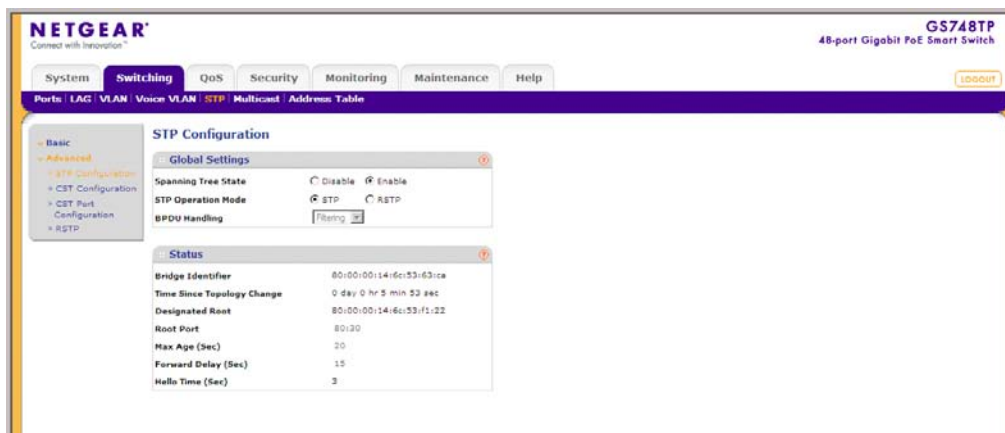 NETGEAR
Connect with Innovation™
GS748TP
48-port Gigabit PoE Smart Switch
System Switching QoS Security Monitoring Maintenance Help
LOGOUT
Ports LAG VLAN Voice VLAN STP Multicast Address Table
Basic
Advanced
STP Configuration
CST Configuration
CST Port Configuration
RSTP
STP Configuration
Global Settings
Spanning Tree State Disable Enable
STP Operation Mode STP RSTP
BPDU Handling Filtering
Status
Bridge Identifier 80:00:00:14:6c:53:63:ca
Time Since Topology Change 0 day 0 hr 5 min 53 sec
Designated Root 80:00:00:14:6c:53:f1:22
Root Port 80:30
Max Age (Sec) 20
Forward Delay (Sec) 15
Hello Time (Sec) 3